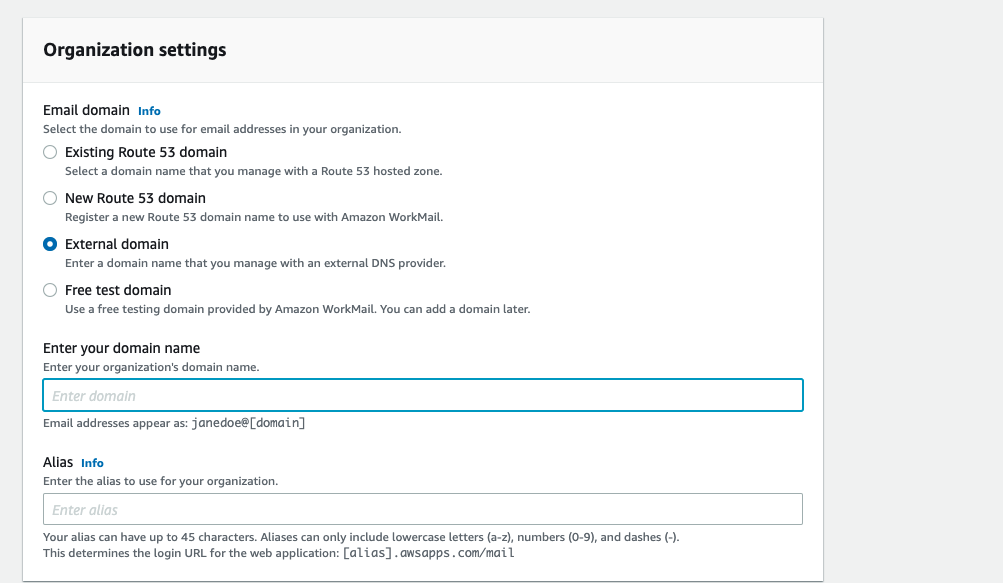 Organization settings
Email domain Info
Select the domain to use for email addresses in your organization.
Existing Route 53 domain
Select a domain name that you manage with a Route 53 hosted zone.
New Route 53 domain
Register a new Route 53 domain name to use with Amazon WorkMail.
External domain
Enter a domain name that you manage with an external DNS provider.
Free test domain
Use a free testing domain provided by Amazon WorkMail. You can add a domain later.
Enter your domain name
Enter your organization's domain name.
Enter domain
Email addresses appear as: janedoe@[domain]
Alias Info
Enter the alias to use for your organization.
Enter alias
Your alias can have up to 45 characters. Aliases can only include lowercase letters (a-z), numbers (0-9), and dashes (-).
This determines the login URL for the web application: [alias].awsapps.com/mail